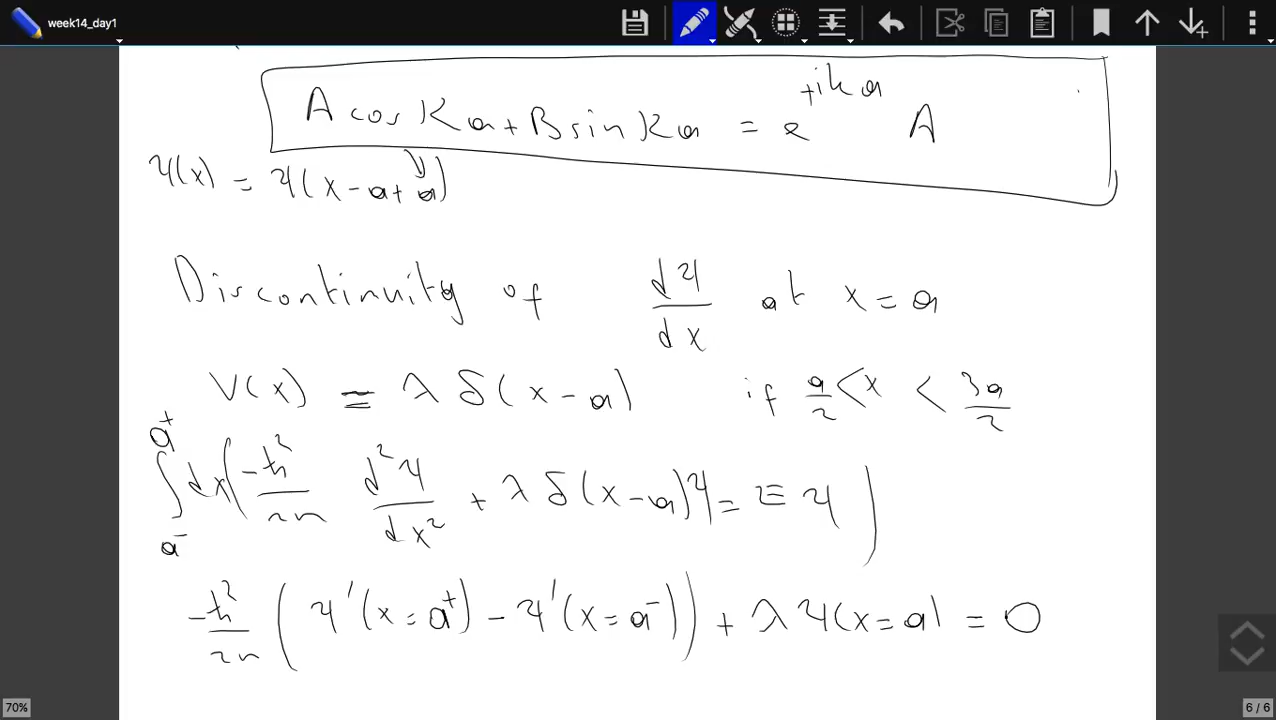 week14_day1
A cos Ka + B sin Ka = e^{+ika} A
Ψ(x) = Ψ(x - a + a)
Discontinuity of dΨ/dx at x = a
V(x) = λ δ(x - a) if a/2 < x < 3a/2
∫_{a⁻}^{a⁺} dx ( -ħ²/2m d²Ψ/dx² + λ δ(x - a) Ψ = E Ψ )
-ħ²/2m ( Ψ'(x = a⁺) - Ψ'(x = a⁻) ) + λ Ψ(x = a) = 0
70%
6 / 6